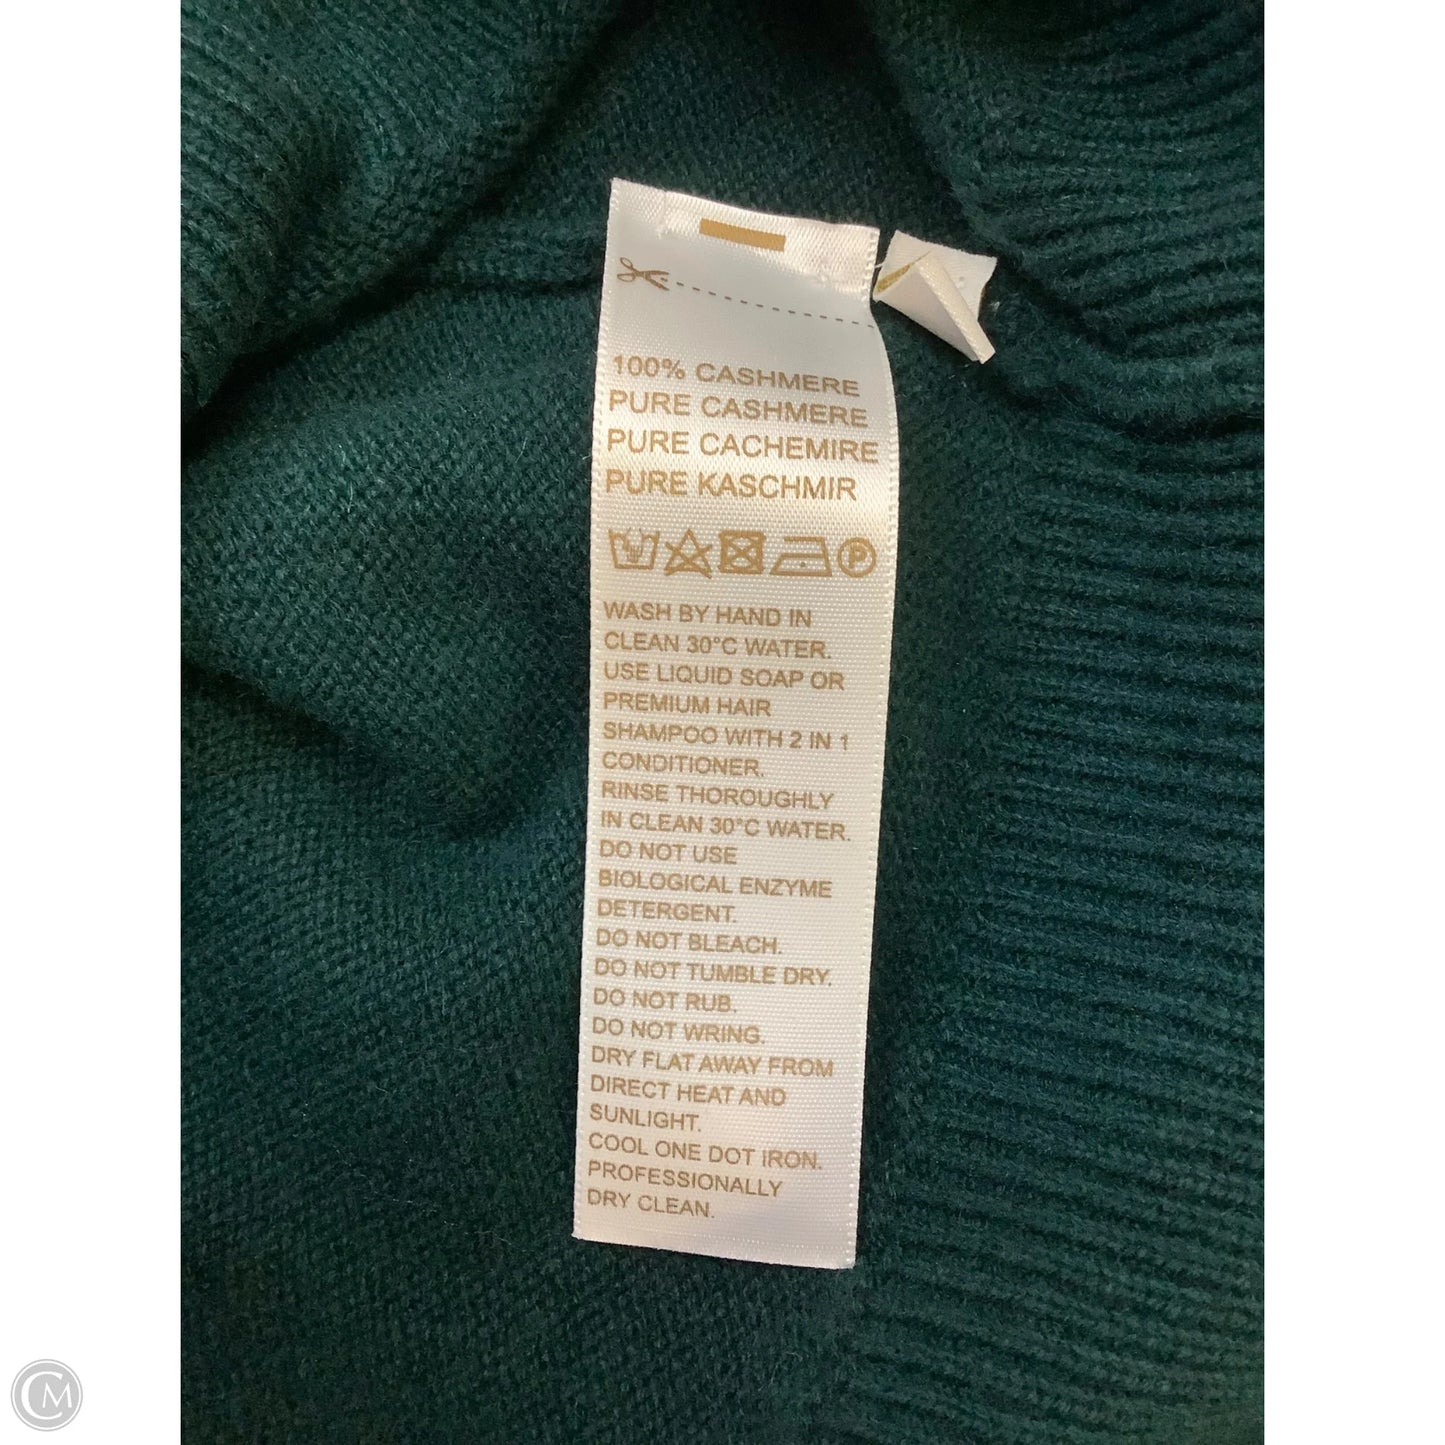 100% CASHMERE
PURE CASHMERE
PURE CACHEMIRE
PURE KASCHMIR
P
WASH BY HAND IN
CLEAN 30°C WATER.
USE LIQUID SOAP OR
PREMIUM HAIR
SHAMPOO WITH 2 IN 1
CONDITIONER.
RINSE THOROUGHLY
IN CLEAN 30°C WATER.
DO NOT USE
BIOLOGICAL ENZYME
DETERGENT.
DO NOT BLEACH.
DO NOT TUMBLE DRY.
DO NOT RUB.
DO NOT WRING.
DRY FLAT AWAY FROM
DIRECT HEAT AND
SUNLIGHT.
COOL ONE DOT IRON.
PROFESSIONALLY
DRY CLEAN.
CM